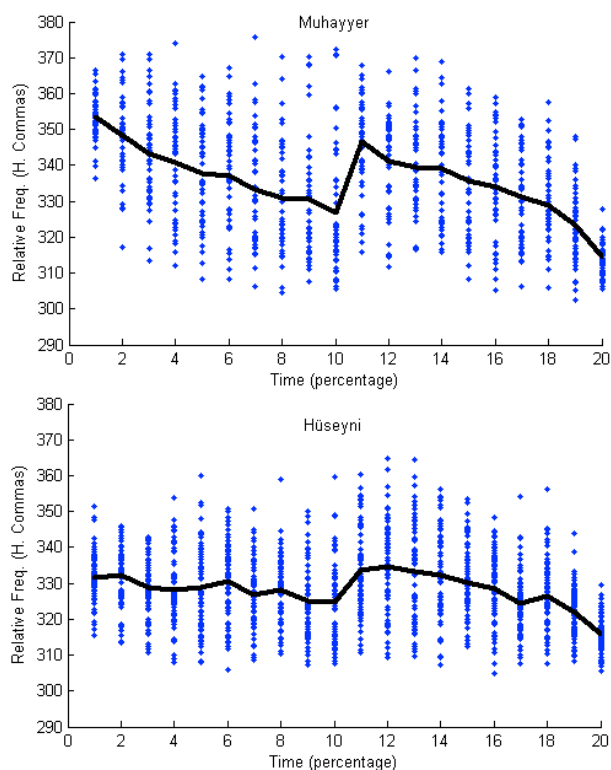 Muhayyer
Relative Freq. (H. Commas)
380
370
360
350
340
330
320
310
300
290
0 2 4 6 8 10 12 14 16 18 20
Time (percentage)
Hüseyni
Relative Freq. (H. Commas)
380
370
360
350
340
330
320
310
300
290
0 2 4 6 8 10 12 14 16 18 20
Time (percentage)